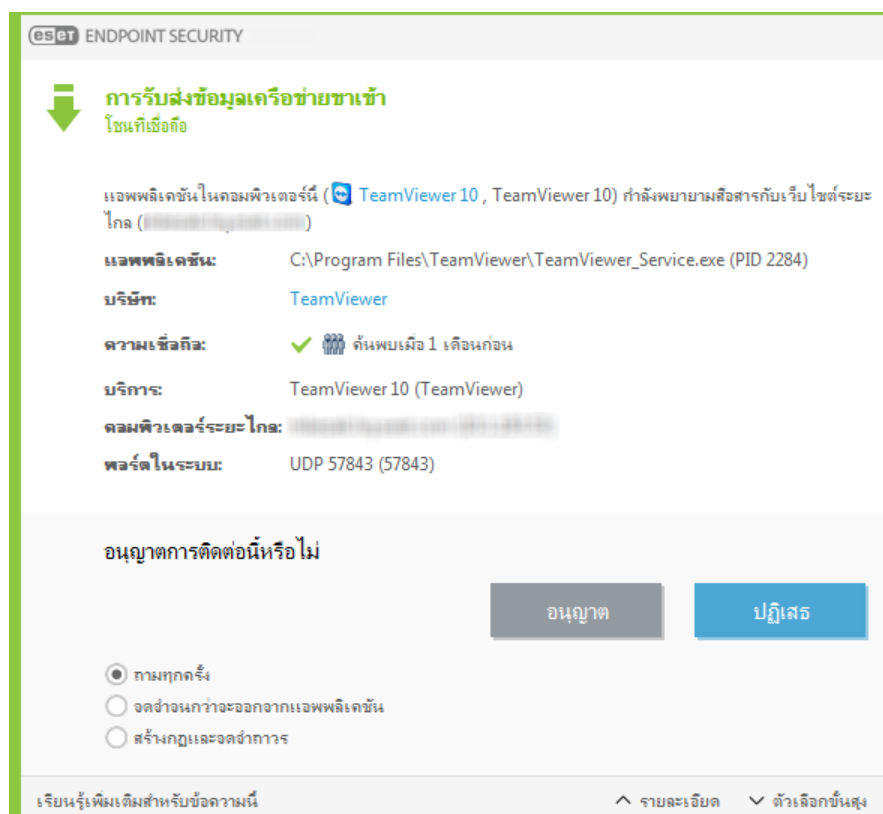 eset ENDPOINT SECURITY
การรับส่งข้อมูลเครือข่ายขาเข้า
โซนที่เชื่อถือ
แอพพลิเคชันในคอมพิวเตอร์นี้ (TeamViewer 10 , TeamViewer 10) กำลังพยายามสื่อสารกับเว็บไซต์ระยะ
ไกล ( )
แอพพลิเคชัน: C:\Program Files\TeamViewer\TeamViewer_Service.exe (PID 2284)
บริษัท: TeamViewer
ความเชื่อถือ: ค้นพบเมื่อ 1 เดือนก่อน
บริการ: TeamViewer 10 (TeamViewer)
คอมพิวเตอร์ระยะไกล:
พอร์ตในระบบ: UDP 57843 (57843)
อนุญาตการติดต่อนี้หรือไม่
อนุญาต ปฏิเสธ
ถามทุกครั้ง
จดจำจนกว่าจะออกจากแอพพลิเคชัน
สร้างกฎและจดจำถาวร
เรียนรู้เพิ่มเติมสำหรับข้อความนี้ รายละเอียด ตัวเลือกขั้นสูง